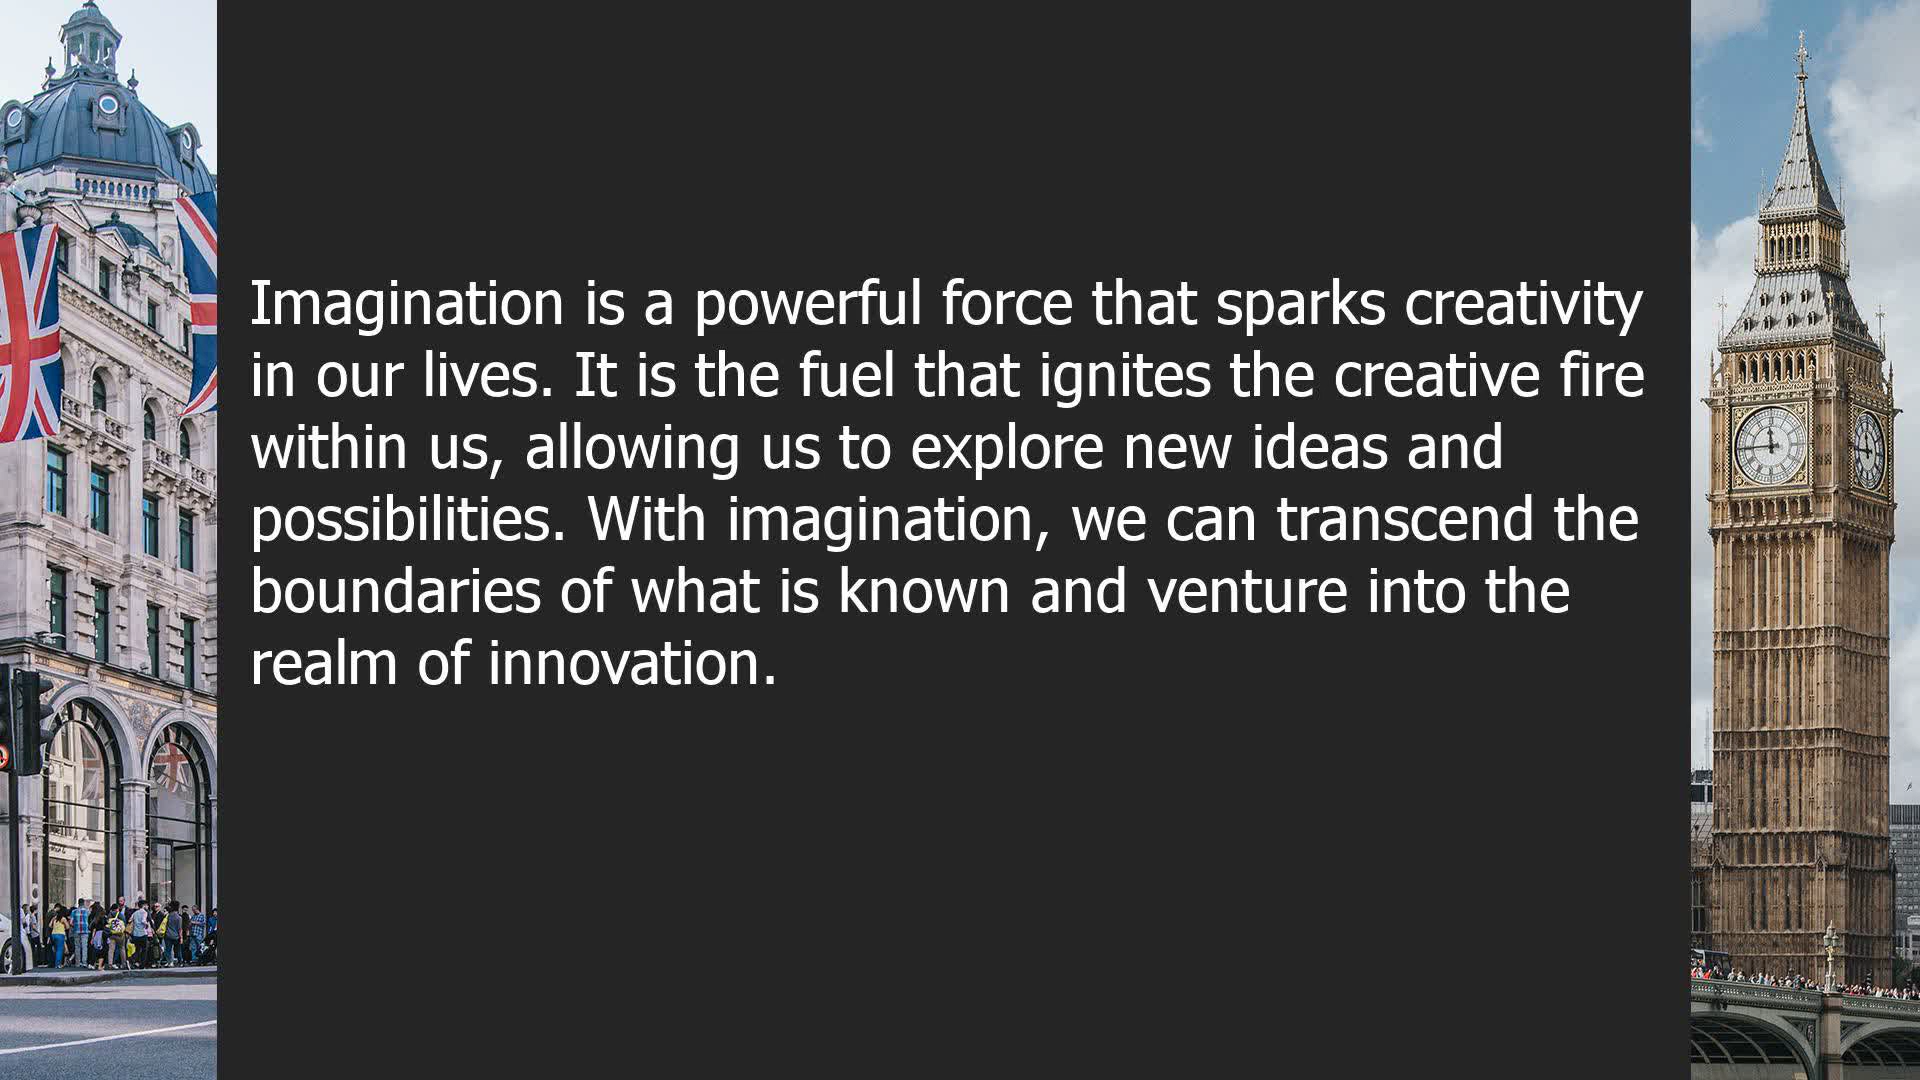 Imagination is a powerful force that sparks creativity
in our lives. It is the fuel that ignites the creative fire
within us, allowing us to explore new ideas and
possibilities. With imagination, we can transcend the
boundaries of what is known and venture into the
realm of innovation.